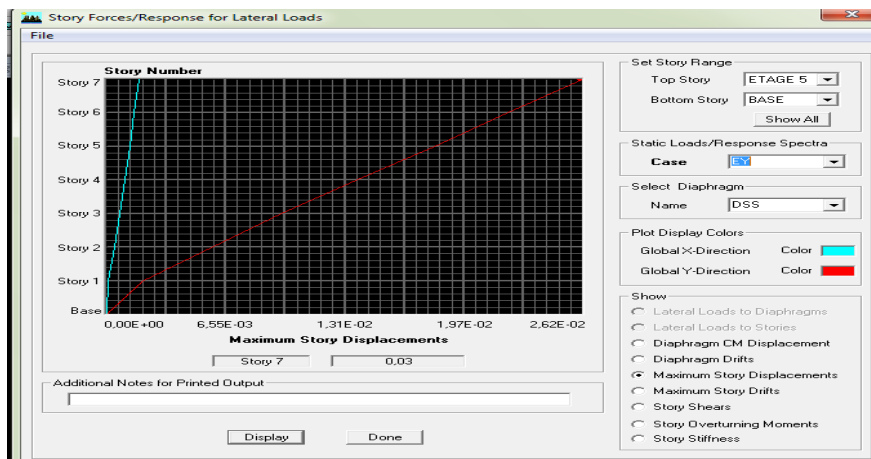 Story Forces/Response for Lateral Loads
File
Story Number
Story 7
Story 6
Story 5
Story 4
Story 3
Story 2
Story 1
Base
0,00E+00 6,55E-03 1,31E-02 1,97E-02 2,62E-02
Maximum Story Displacements
Story 7 0,03
Additional Notes for Printed Output
Display Done
Set Story Range
Top Story ETAGE 5
Bottom Story BASE
Show All
Static Loads/Response Spectra
Case EY
Select Diaphragm
Name DSS
Plot Display Colors
Global X-Direction Color
Global Y-Direction Color
Show
Lateral Loads to Diaphragms
Lateral Loads to Stories
Diaphragm CM Displacement
Diaphragm Drifts
Maximum Story Displacements
Maximum Story Drifts
Story Shears
Story Overturning Moments
Story Stiffness